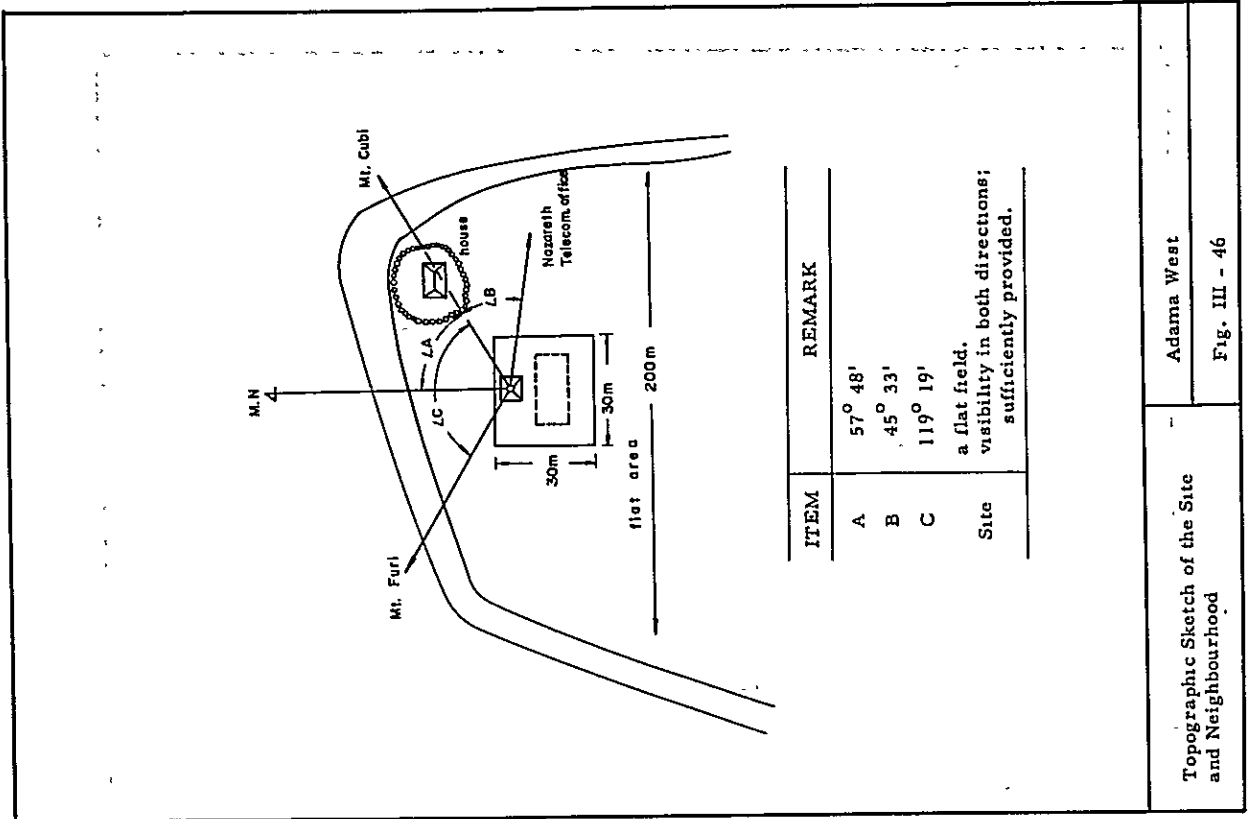 M.N
Mt. Cubi
house
Nazareth
Telecom.office
∠A
∠B
∠C
Mt. Furi
30m
30m
flat area
200m
ITEM REMARK
A 57° 48'
B 45° 33'
C 119° 19'
Site a flat field.
visibility in both directions;
sufficiently provided.
Topographic Sketch of the Site
and Neighbourhood
Adama West
Fig. III - 46